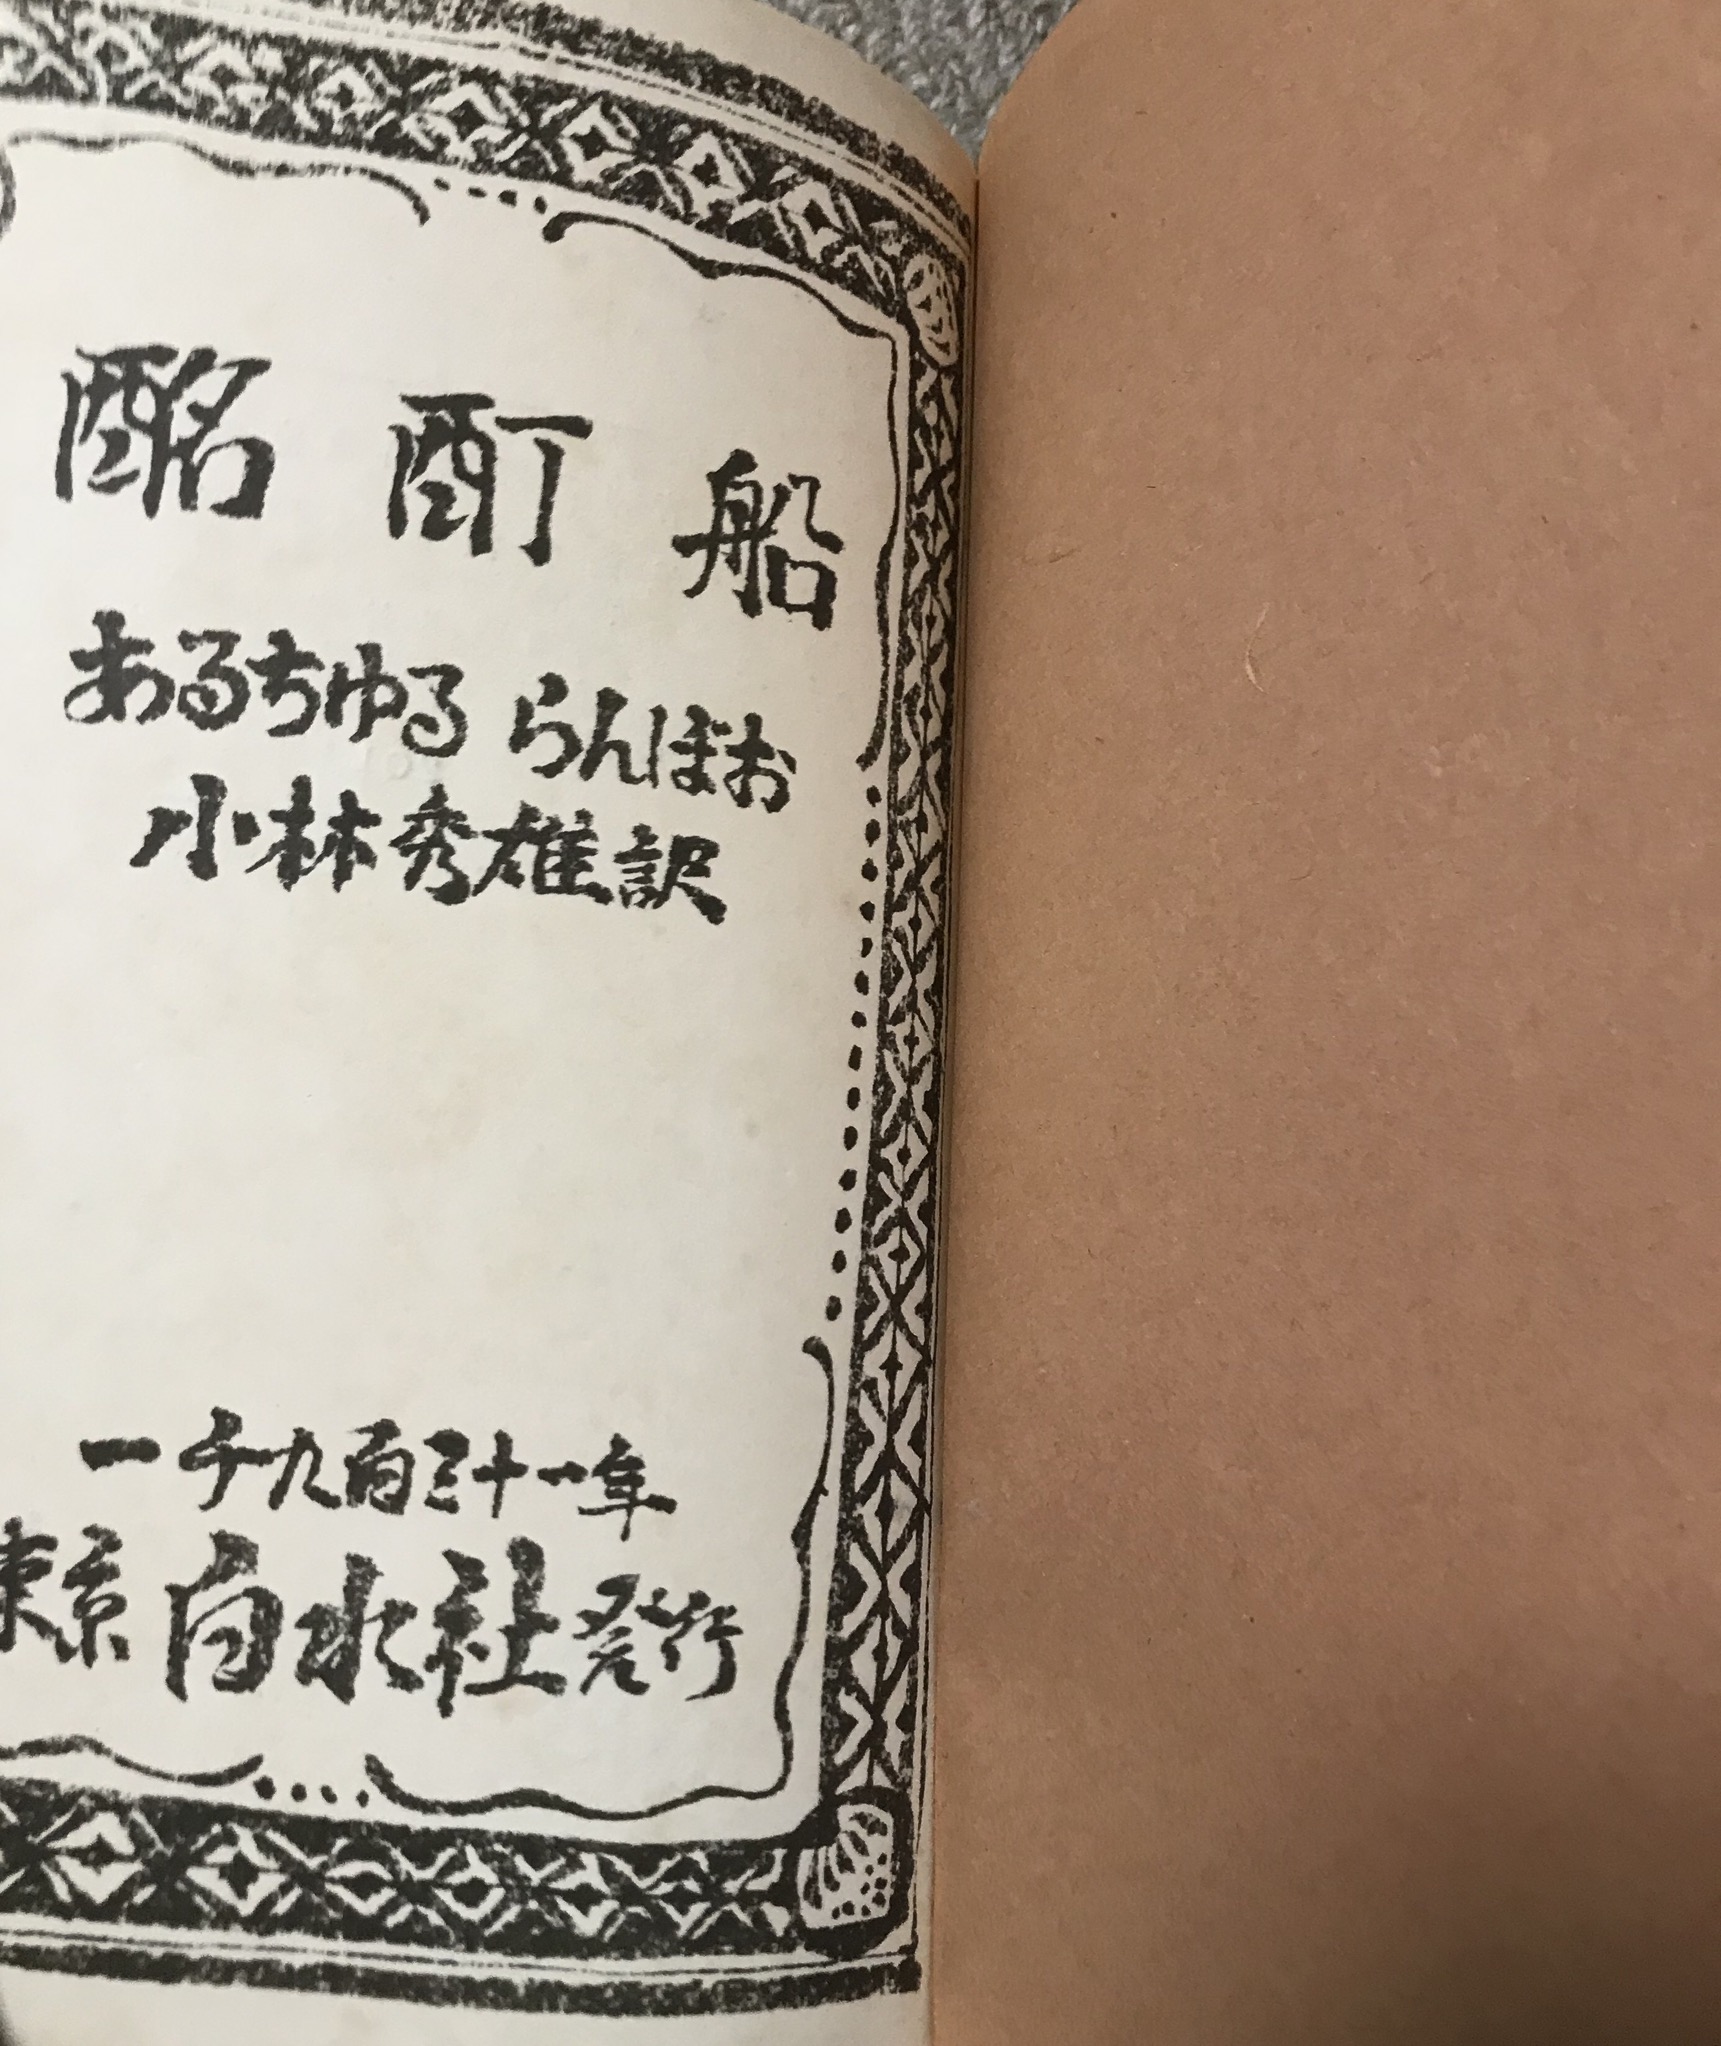 酩酊船
あるちゆる らんぼお
小林秀雄訳
一千九百三十一年
東京 白水社発行